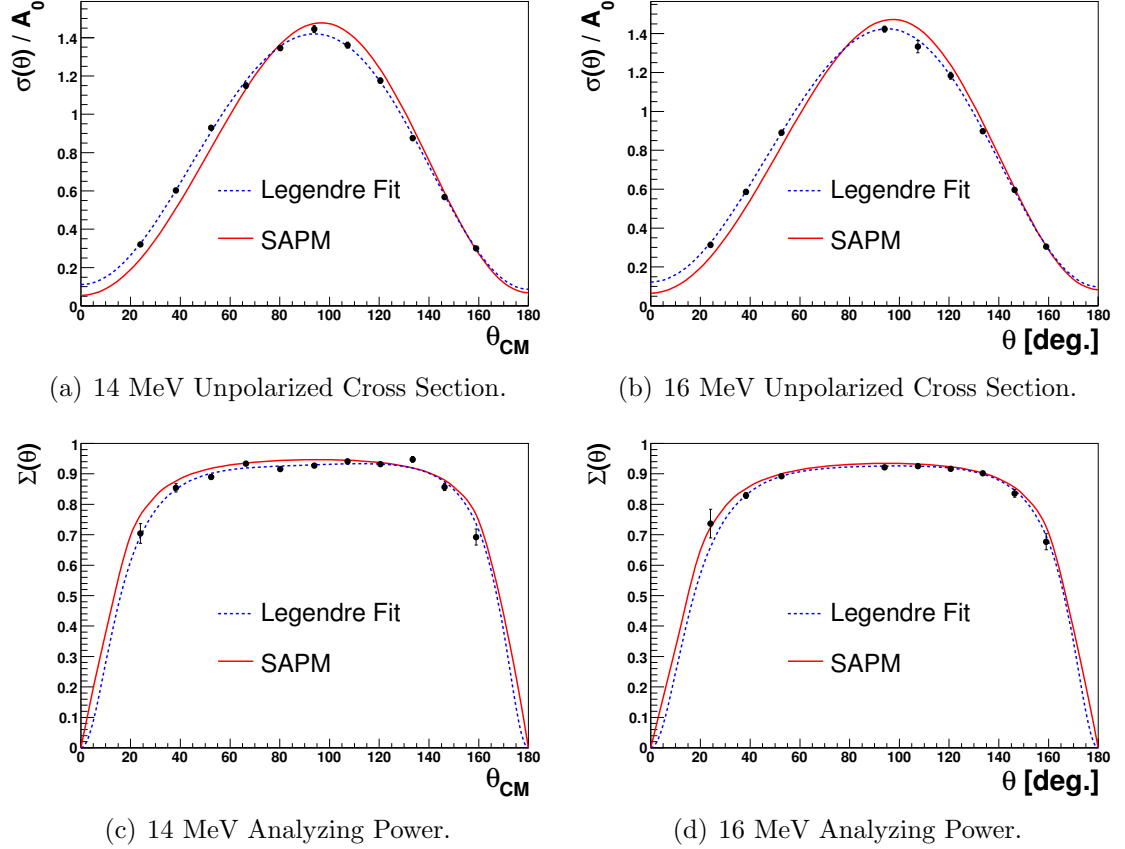 σ(θ) / A0
1.4
1.2
1
0.8
0.6
0.4
0.2
0
Legendre Fit
SAPM
0 20 40 60 80 100 120 140 160 180
θCM
(a) 14 MeV Unpolarized Cross Section.
σ(θ) / A0
1.4
1.2
1
0.8
0.6
0.4
0.2
0
Legendre Fit
SAPM
0 20 40 60 80 100 120 140 160 180
θ [deg.]
(b) 16 MeV Unpolarized Cross Section.
Σ(θ)
1
0.9
0.8
0.7
0.6
0.5
0.4
0.3
0.2
0.1
0
Legendre Fit
SAPM
0 20 40 60 80 100 120 140 160 180
θCM
(c) 14 MeV Analyzing Power.
Σ(θ)
1
0.9
0.8
0.7
0.6
0.5
0.4
0.3
0.2
0.1
0
Legendre Fit
SAPM
0 20 40 60 80 100 120 140 160 180
θ [deg.]
(d) 16 MeV Analyzing Power.